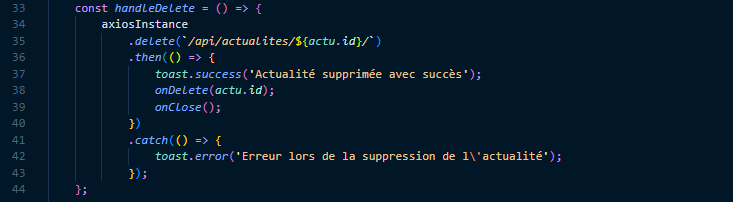 33 const handleDelete = () => {
34 axiosInstance
35 .delete(`/api/actualites/${actu.id}/`)
36 .then(() => {
37 toast.success('Actualité supprimée avec succès');
38 onDelete(actu.id);
39 onClose();
40 })
41 .catch(() => {
42 toast.error('Erreur lors de la suppression de l\'actualité');
43 });
44 };